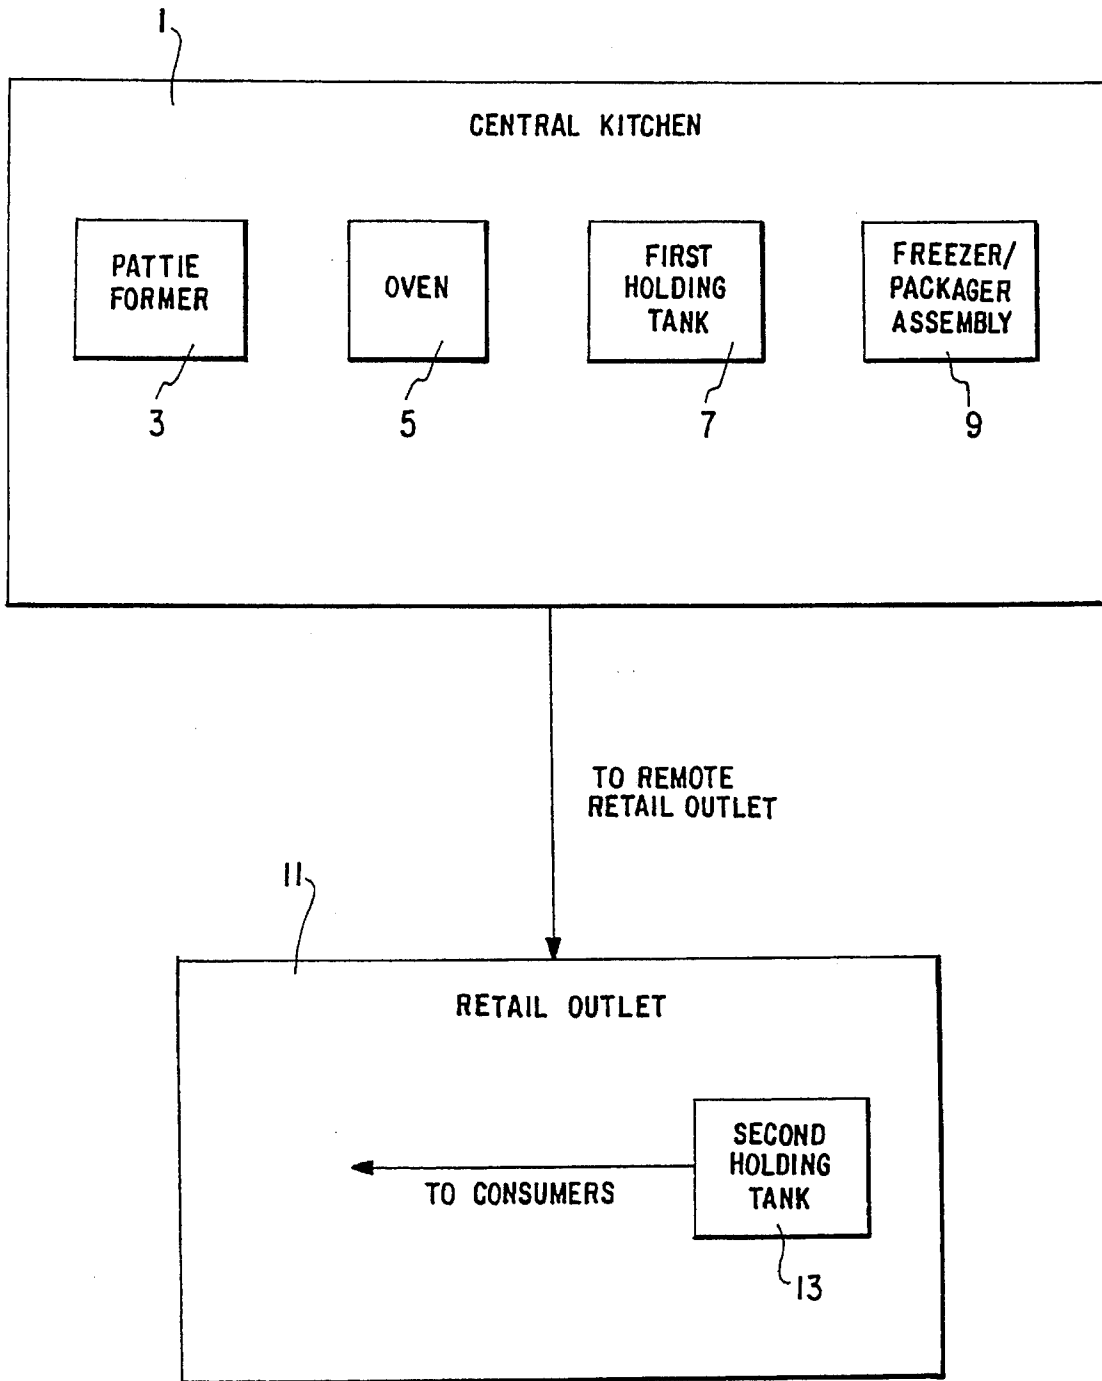 1
CENTRAL KITCHEN
PATTIE
FORMER
OVEN
FIRST
HOLDING
TANK
FREEZER/
PACKAGER
ASSEMBLY
3
5
7
9
TO REMOTE
RETAIL OUTLET
11
RETAIL OUTLET
SECOND
HOLDING
TANK
TO CONSUMERS
13